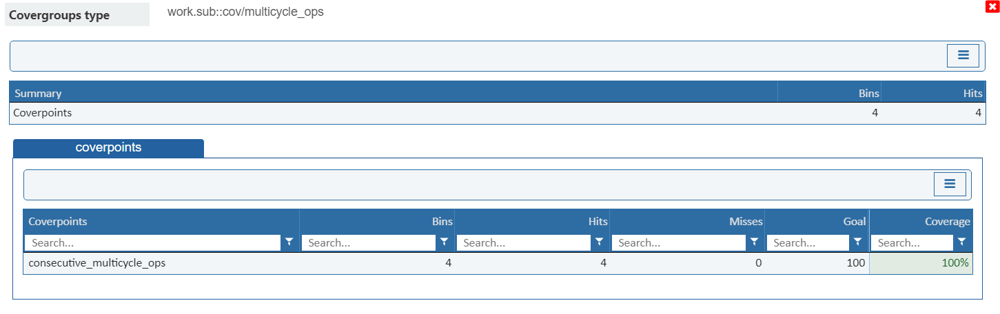 Covergroups type work.sub::cov/multicycle_ops
Summary Bins Hits
Coverpoints 4 4
coverpoints
Coverpoints Bins Hits Misses Goal Coverage
Search... Search... Search... Search... Search... Search...
consecutive_multicycle_ops 4 4 0 100 100%